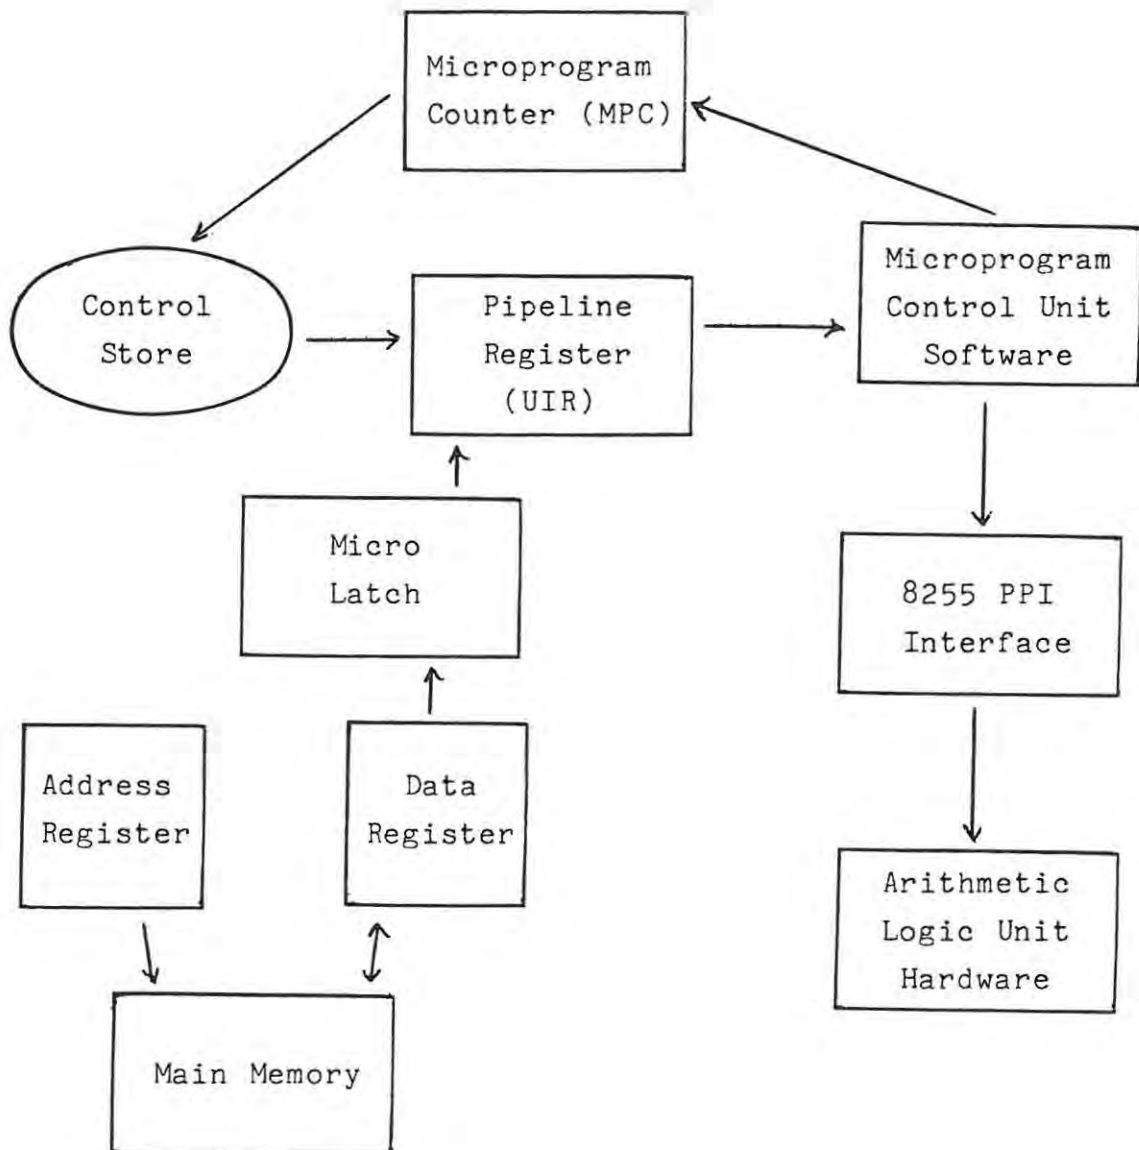 Microprogram
Counter (MPC)
Control
Store
Pipeline
Register
(UIR)
Microprogram
Control Unit
Software
Micro
Latch
8255 PPI
Interface
Address
Register
Data
Register
Arithmetic
Logic Unit
Hardware
Main Memory